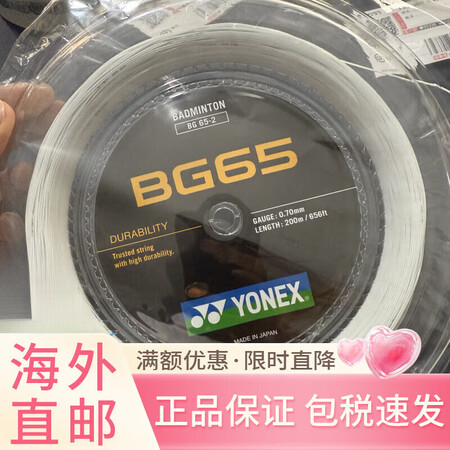 BADMINTON
BG 65-2
BG65
DURABILITY
Trusted string
with high durability.
GAUGE : 0.70mm
LENGTH : 200m / 656ft
YONEX
MADE IN JAPAN
海外
直邮
满额优惠·限时直降
正品保证 包税速发